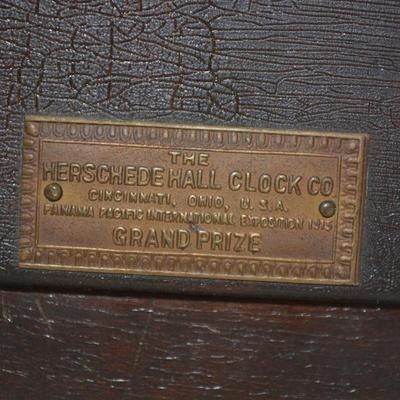 THE
HERSCHEDE HALL CLOCK CO
CINCINNATI, OHIO, U.S.A.
PANAMA PACIFIC INTERNATIONAL EXPOSITION 1915
GRAND PRIZE